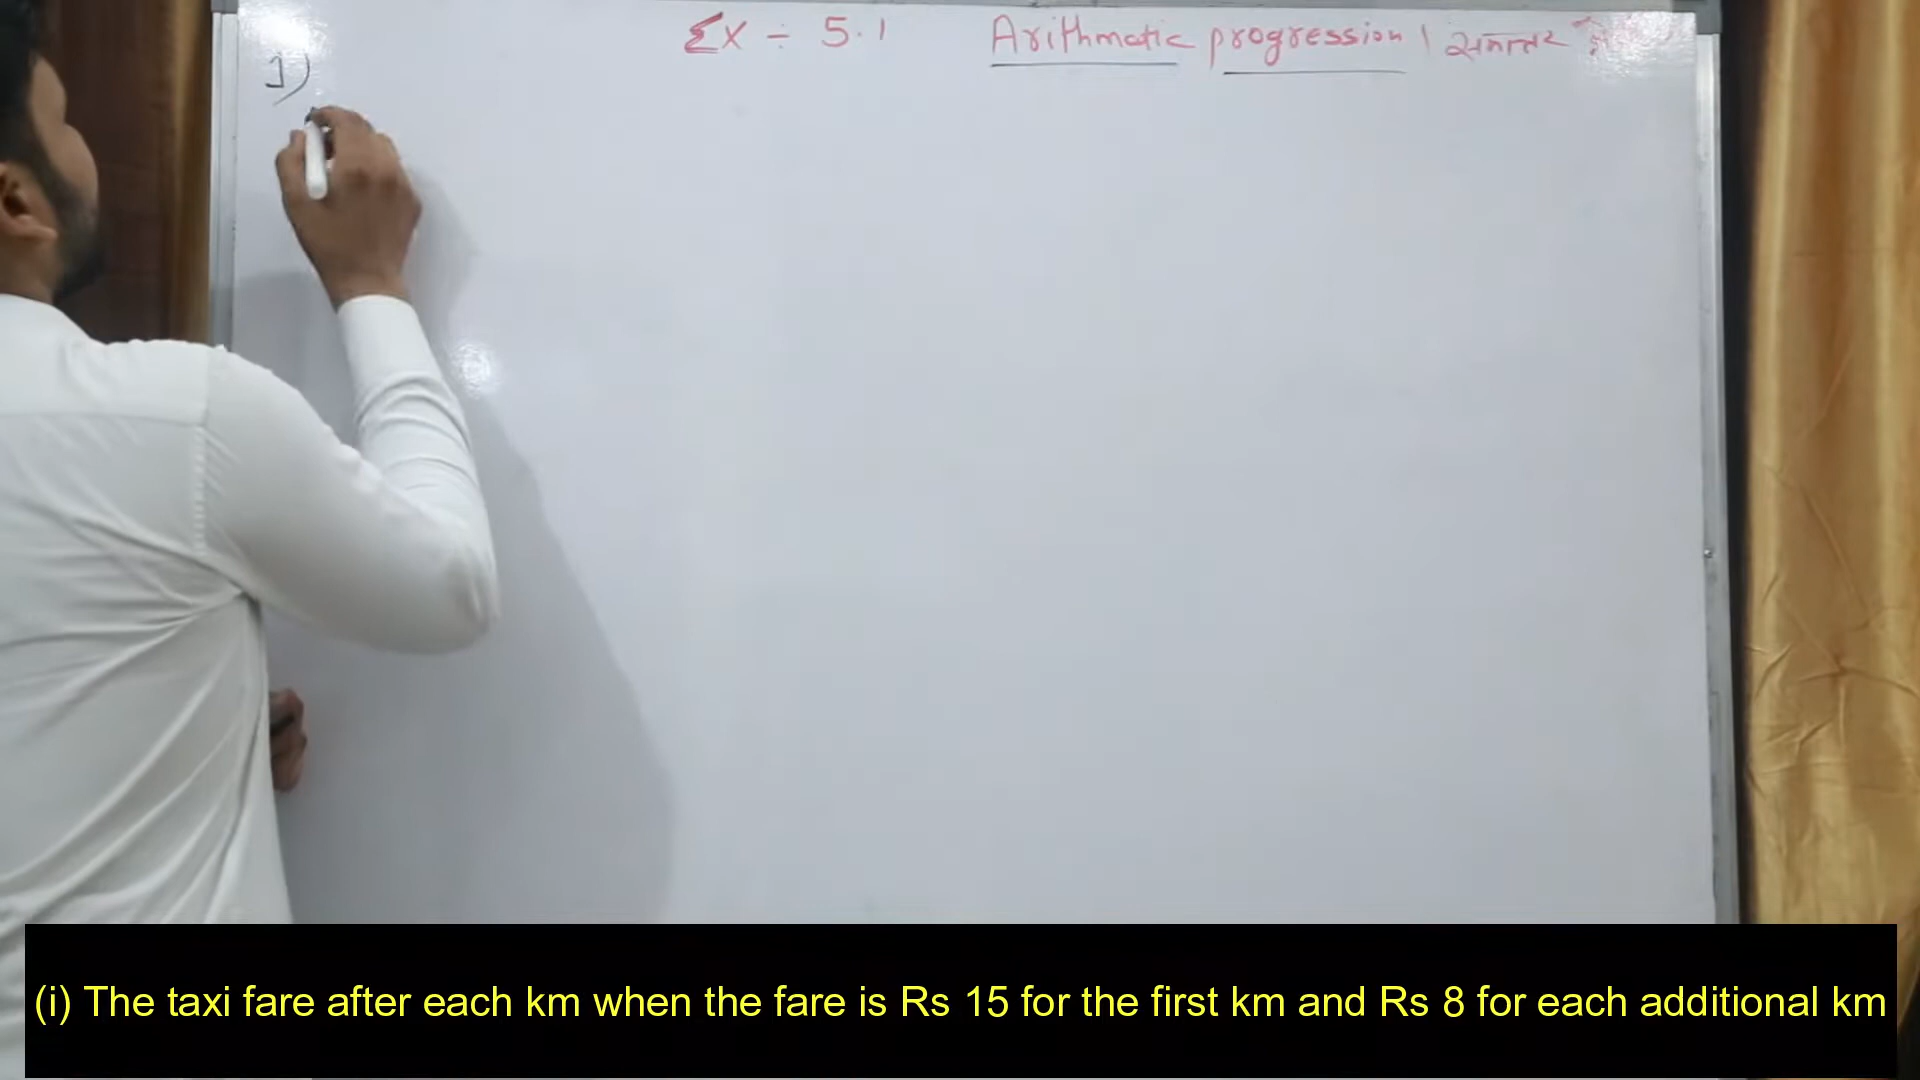 Ex ÷ 5.1 Arithmatic progression | समान्तर
1)
(i) The taxi fare after each km when the fare is Rs 15 for the first km and Rs 8 for each additional km